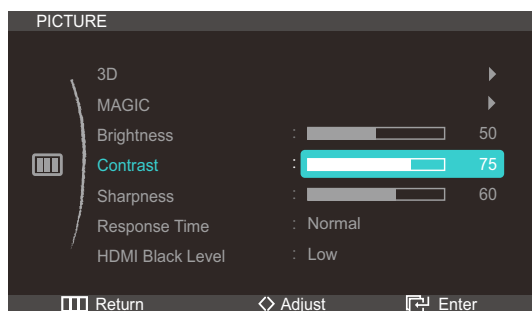 PICTURE
3D
MAGIC
Brightness : 50
Contrast : 75
Sharpness : 60
Response Time : Normal
HDMI Black Level : Low
Return Adjust Enter